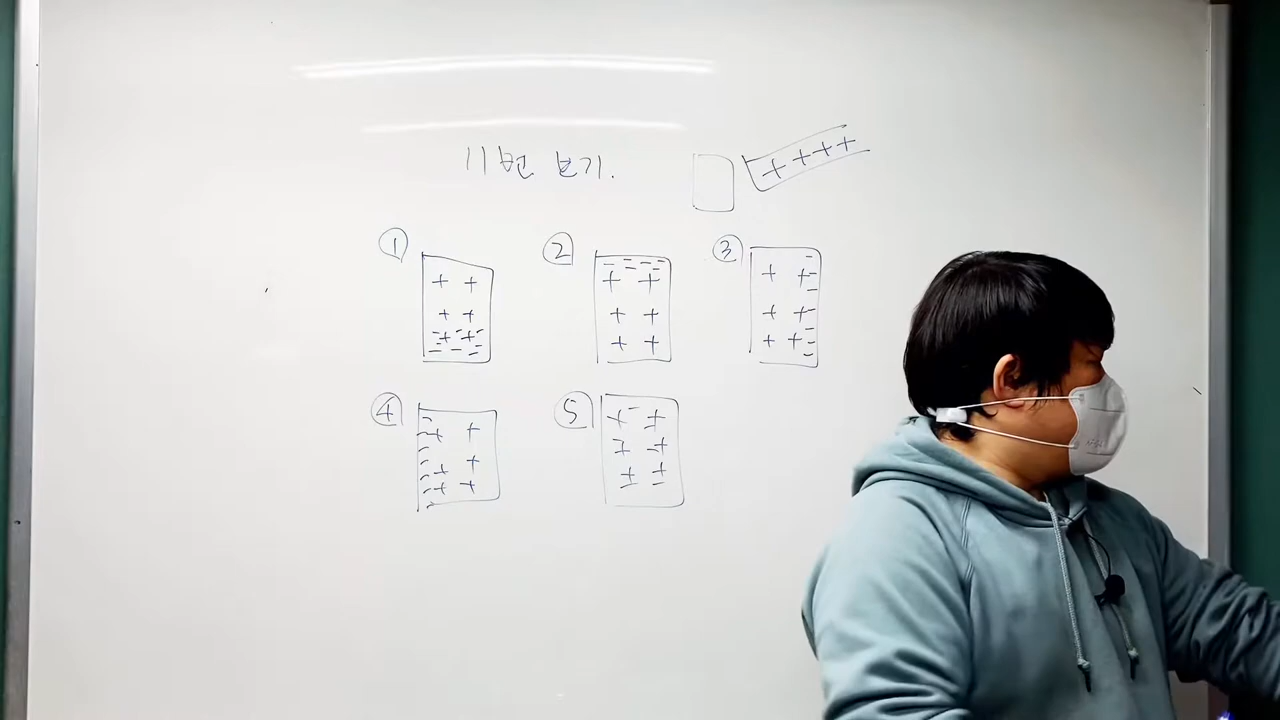 11번 보기.
+ + + +
① ② ③
④ ⑤